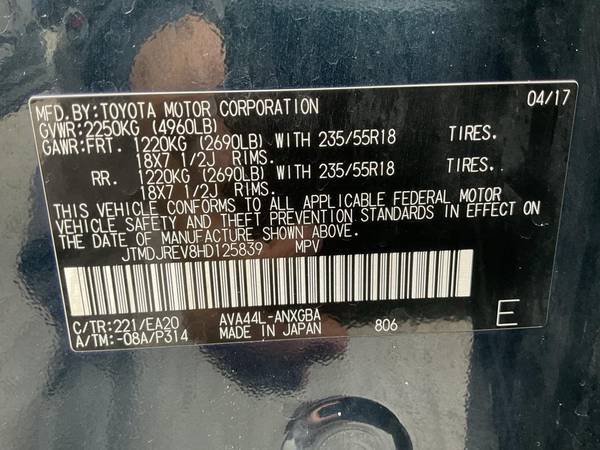 MFD.BY:TOYOTA MOTOR CORPORATION 04/17
GVWR:2250KG (4960LB)
GAWR:FRT. 1220KG (2690LB) WITH 235/55R18 TIRES.
18X7 1/2J RIMS.
RR. 1220KG (2690LB) WITH 235/55R18 TIRES.
18X7 1/2J RIMS.
THIS VEHICLE CONFORMS TO ALL APPLICABLE FEDERAL MOTOR
VEHICLE SAFETY AND THEFT PREVENTION STANDARDS IN EFFECT ON
THE DATE OF MANUFACTURE SHOWN ABOVE.
JTMDJREV8HD125839 MPV
C/TR:221/EA20 AVA44L-ANXGBA
A/TM:-08A/P314 MADE IN JAPAN 806 E